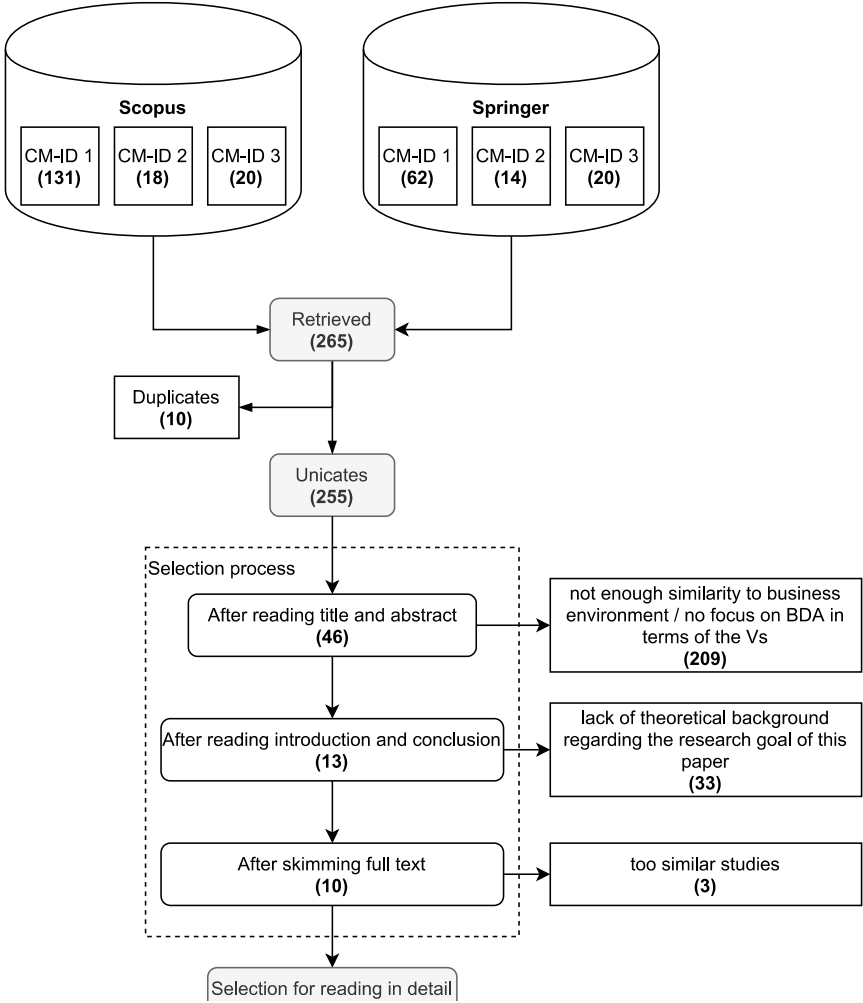 Scopus
CM-ID 1
(131)
CM-ID 2
(18)
CM-ID 3
(20)
Springer
CM-ID 1
(62)
CM-ID 2
(14)
CM-ID 3
(20)
Retrieved
(265)
Duplicates
(10)
Unicates
(255)
Selection process
After reading title and abstract
(46)
not enough similarity to business
environment / no focus on BDA in
terms of the Vs
(209)
After reading introduction and conclusion
(13)
lack of theoretical background
regarding the research goal of this
paper
(33)
After skimming full text
(10)
too similar studies
(3)
Selection for reading in detail